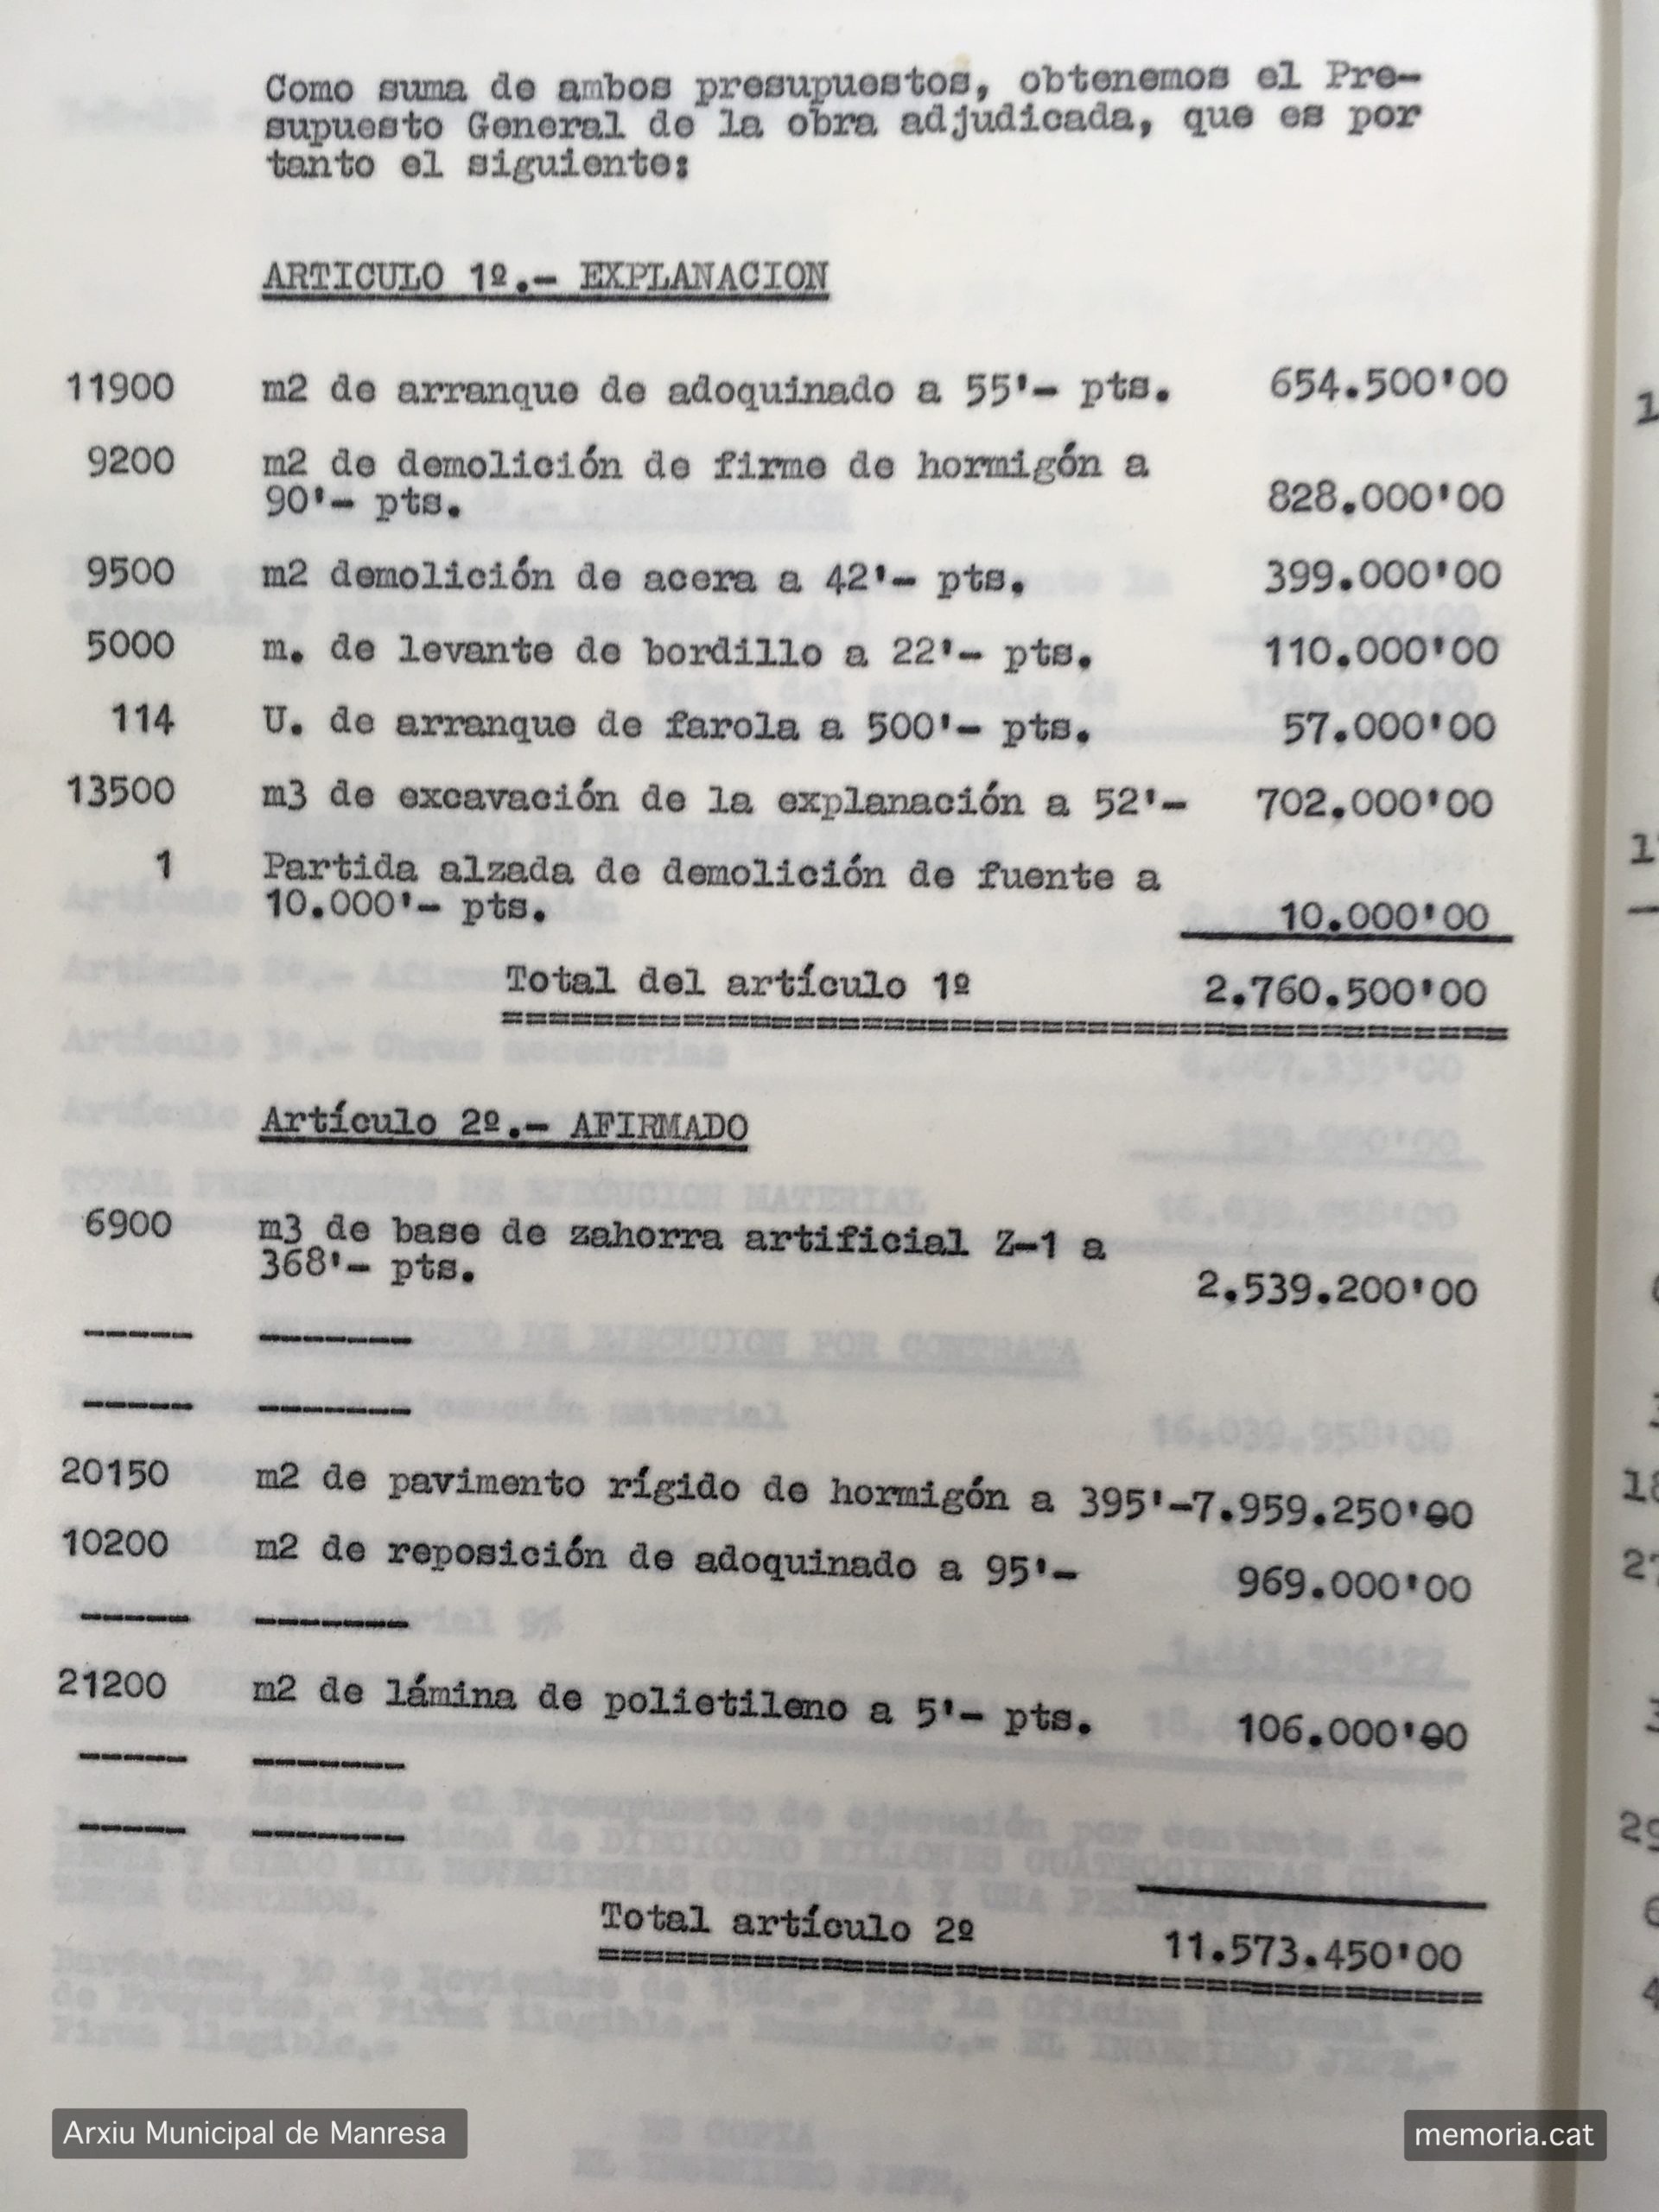 Como suma de ambos presupuestos, obtenemos el Pre-
supuesto General de la obra adjudicada, que es por
tanto el siguiente:
ARTICULO 1º.- EXPLANACION
11900 m2 de arranque de adoquinado a 55'- pts. 654.500'00
9200 m2 de demolición de firme de hormigón a
90'- pts. 828.000'00
9500 m2 demolición de acera a 42'- pts. 399.000'00
5000 m. de levante de bordillo a 22'- pts. 110.000'00
114 U. de arranque de farola a 500'- pts. 57.000'00
13500 m3 de excavación de la explanación a 52'- 702.000'00
1 Partida alzada de demolición de fuente a
10.000'- pts. 10.000'00
Total del artículo 1º 2.760.500'00
Artículo 2º.- AFIRMADO
6900 m3 de base de zahorra artificial Z-1 a
368'- pts. 2.539.200'00
------ --------
------ --------
20150 m2 de pavimento rígido de hormigón a 395'-7.959.250'00
10200 m2 de reposición de adoquinado a 95'- 969.000'00
------ --------
21200 m2 de lámina de polietileno a 5'- pts. 106.000'00
------ --------
------ --------
Total artículo 2º 11.573.450'00
Arxiu Municipal de Manresa
memoria.cat